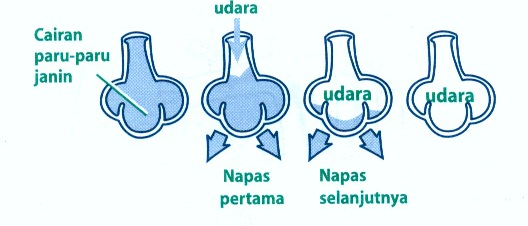 udara
Cairan
paru-paru
janin
udara
udara
Napas
pertama
Napas
selanjutnya